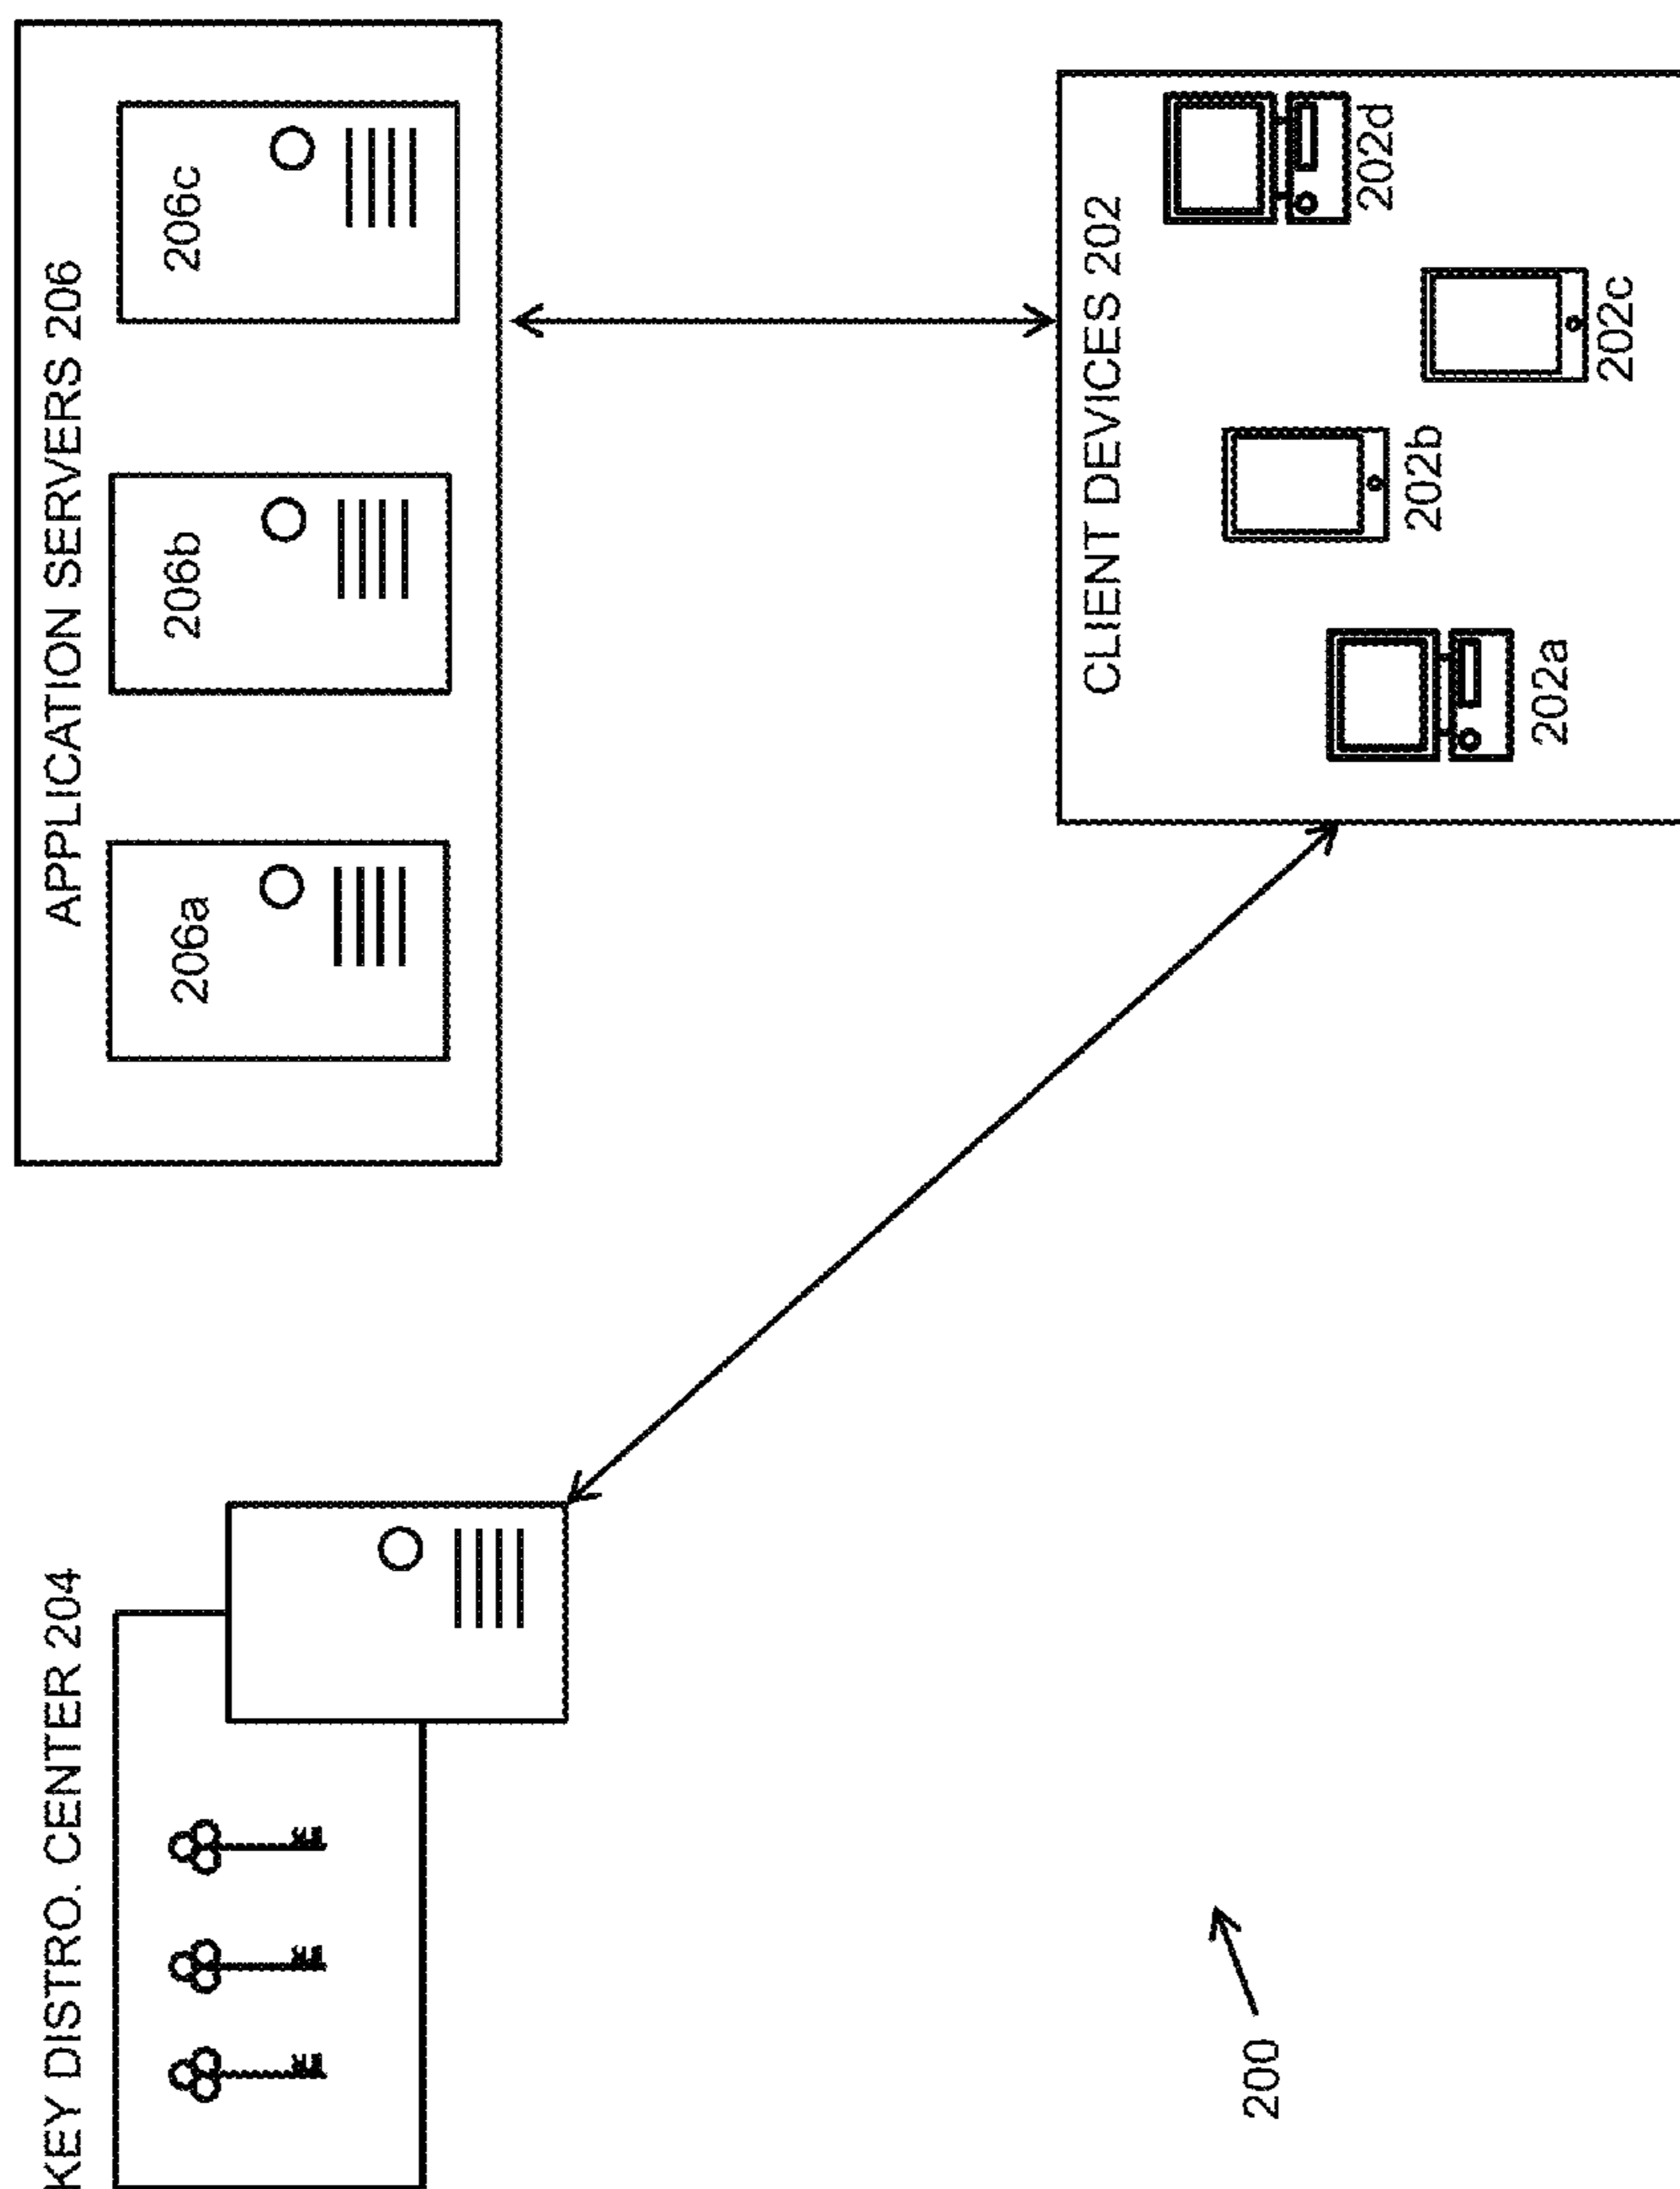 KEY DISTRO. CENTER 204
APPLICATION SERVERS 206
206a
206b
206c
CLIENT DEVICES 202
202a
202b
202c
202d
200